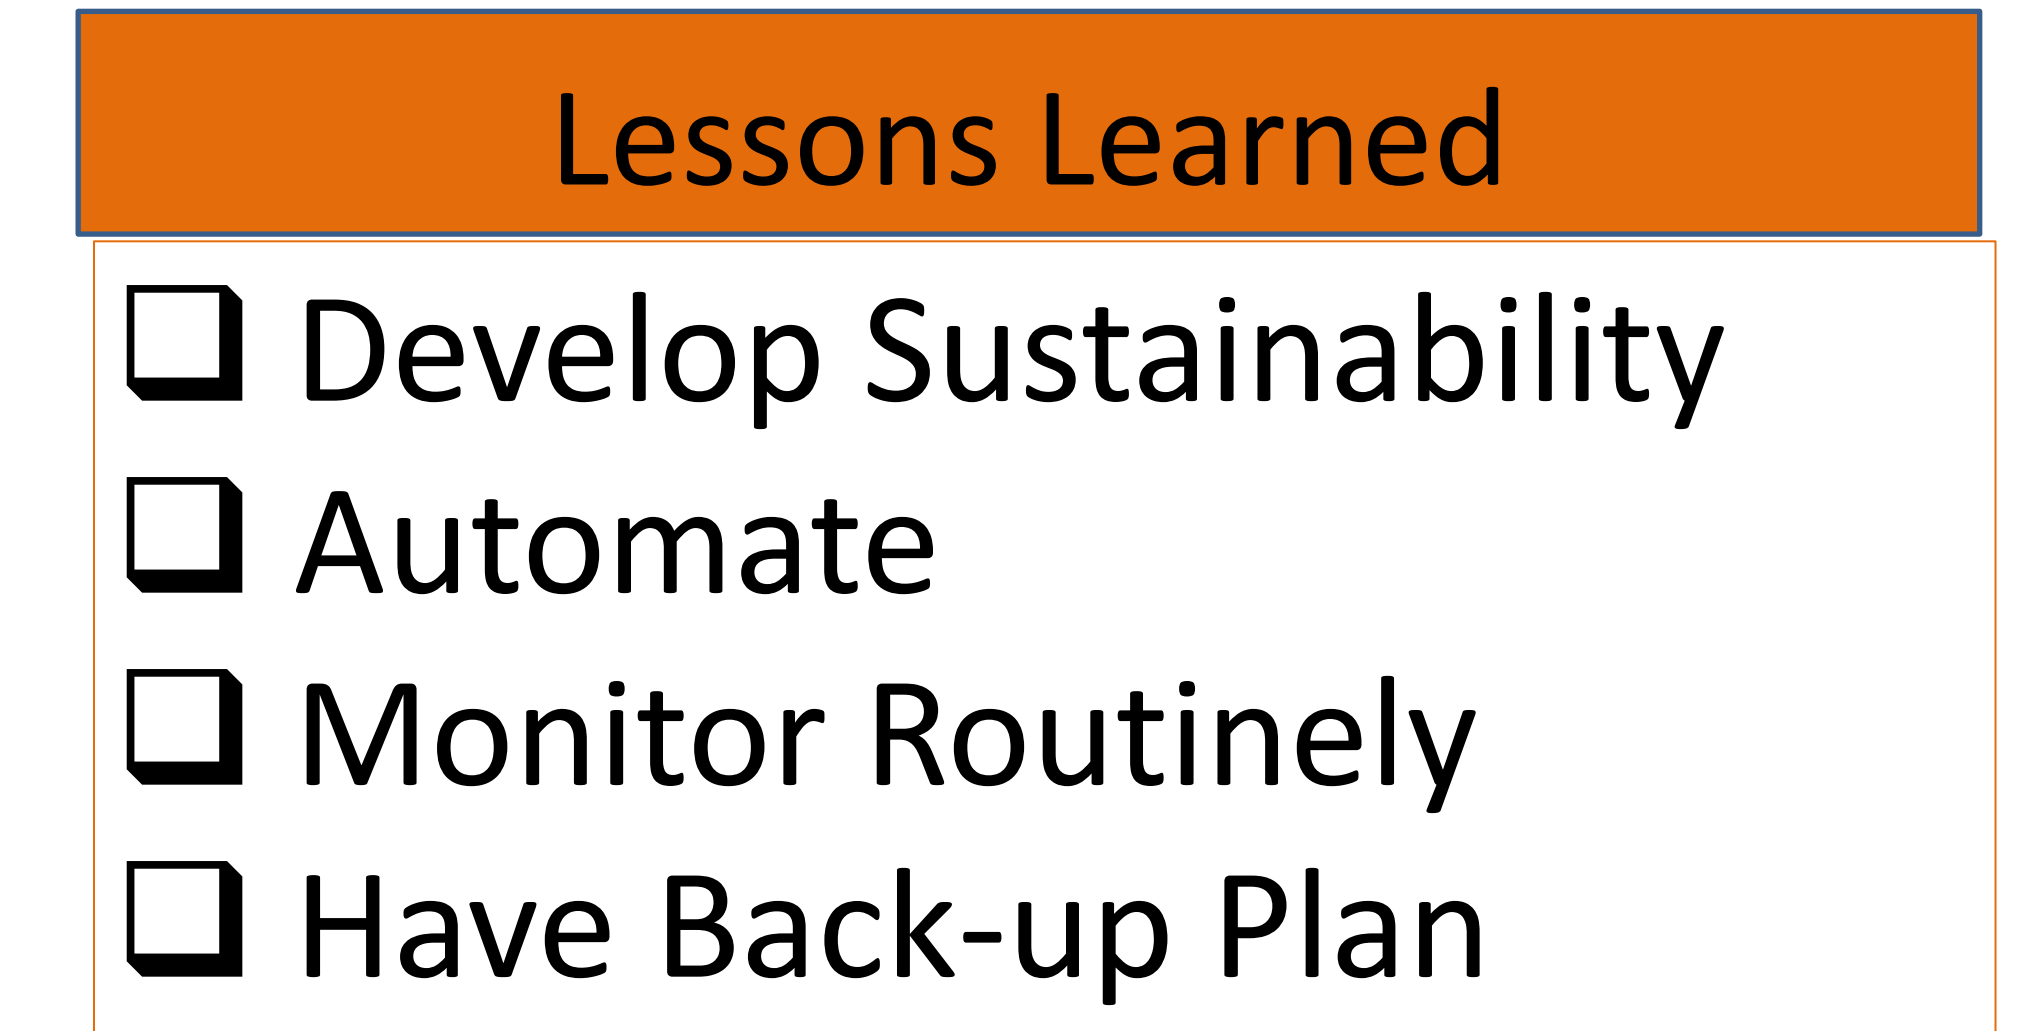 Lessons Learned
Develop Sustainability
Automate
Monitor Routinely
Have Back-up Plan